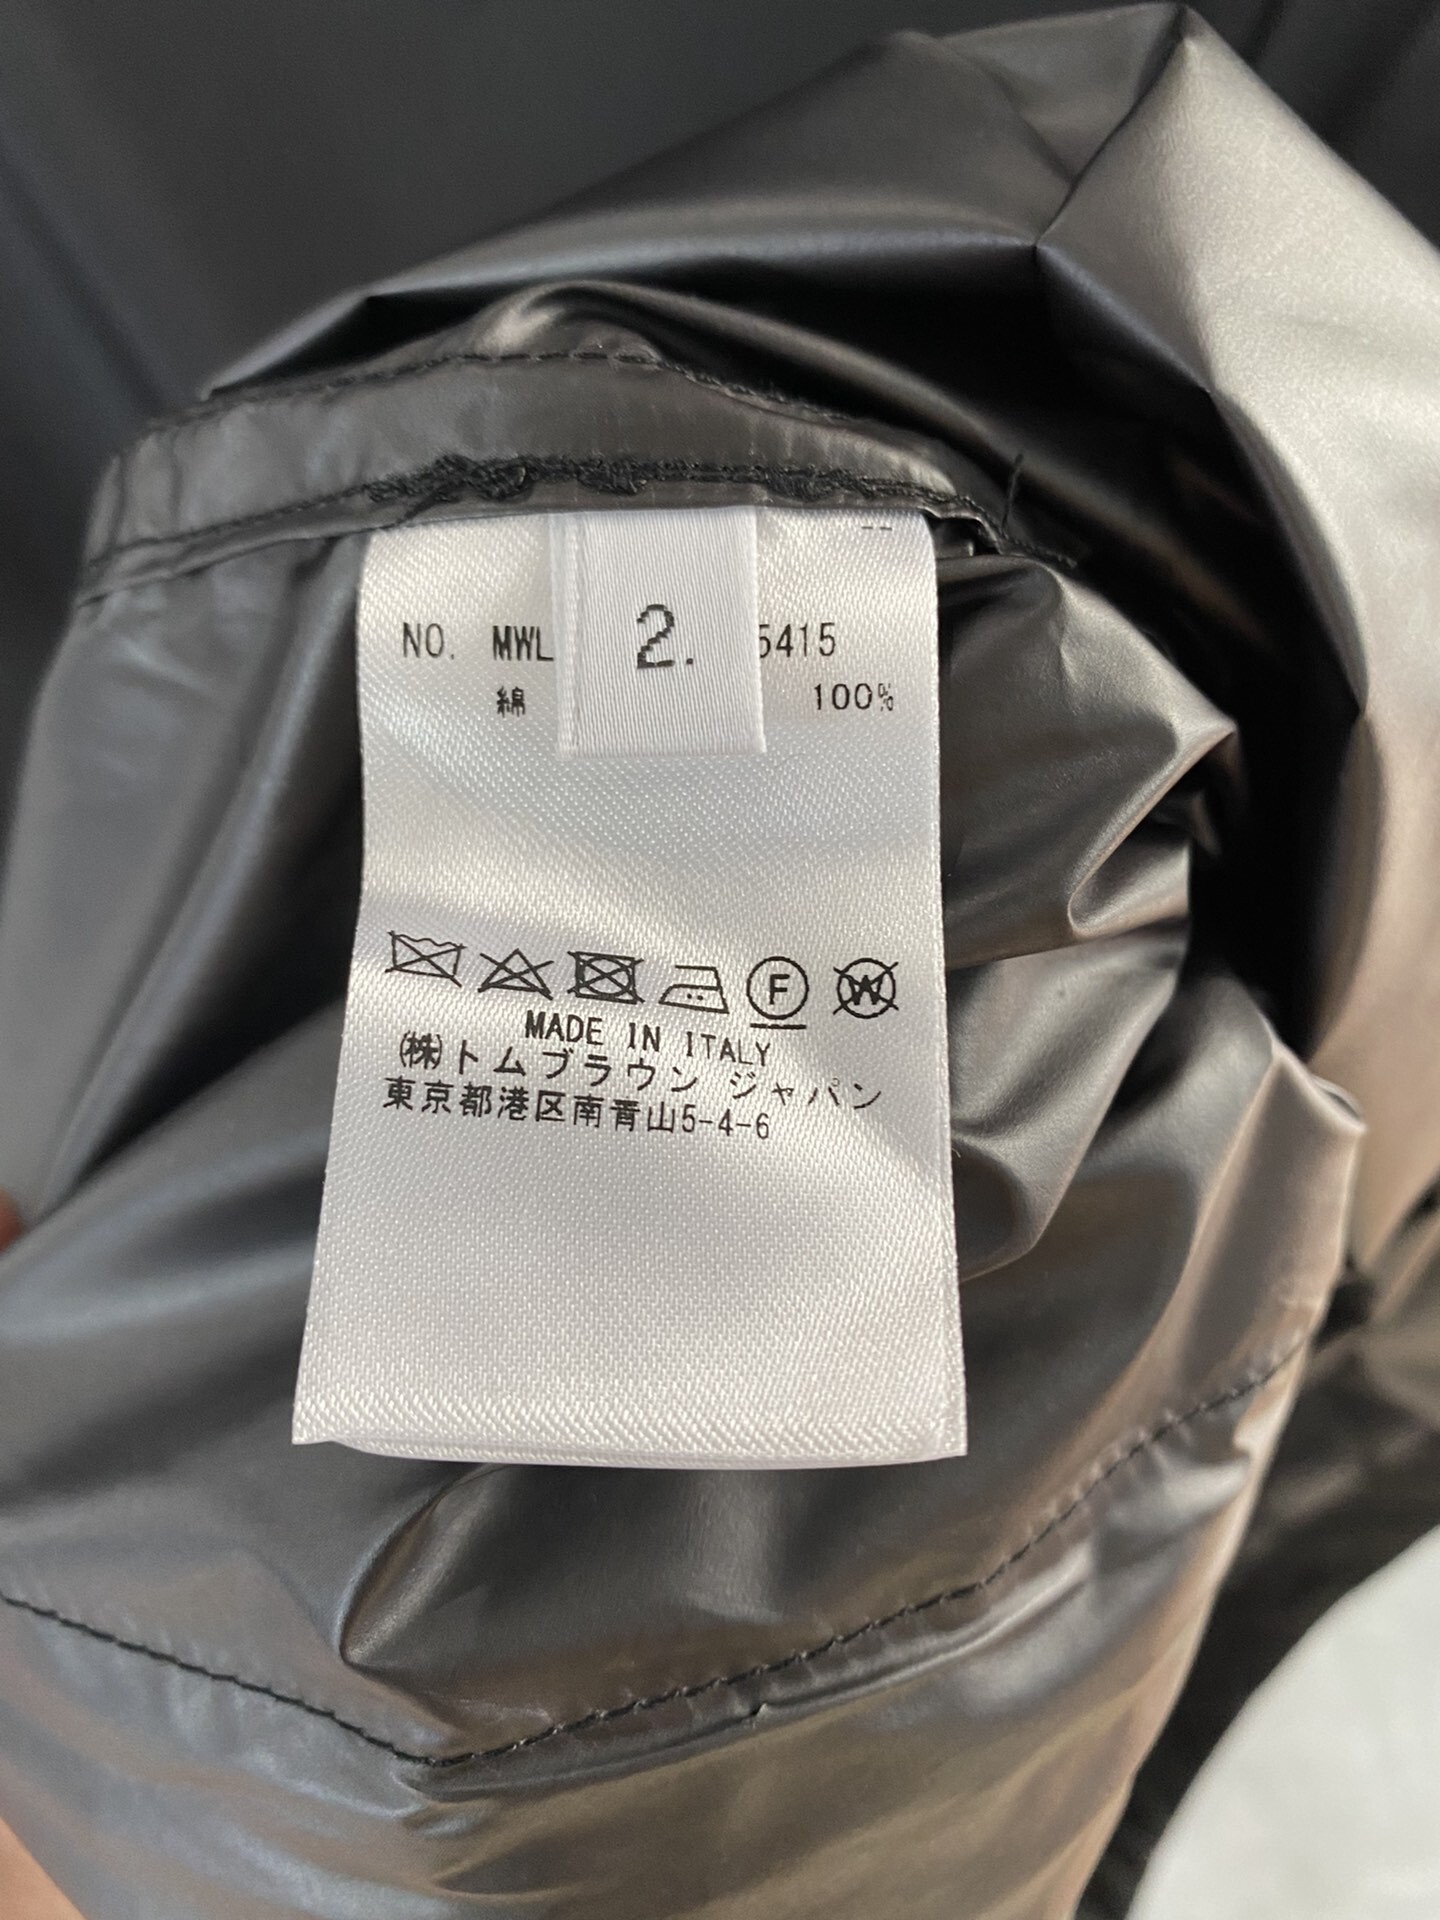 NO. MWL 2. 5415
綿 100%
F W
MADE IN ITALY
㈱トムブラウン ジャパン
東京都港区南青山5-4-6